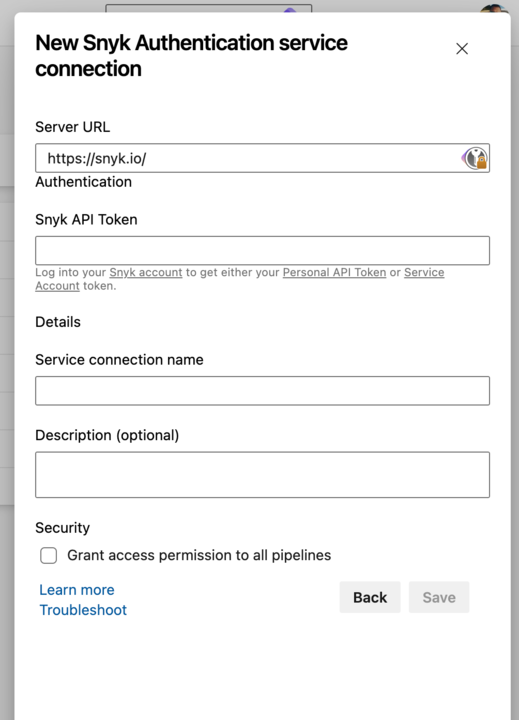 New Snyk Authentication service
connection
Server URL
https://snyk.io/
Authentication
Snyk API Token
Log into your Snyk account to get either your Personal API Token or Service
Account token.
Details
Service connection name
Description (optional)
Security
Grant access permission to all pipelines
Learn more
Troubleshoot
Back
Save